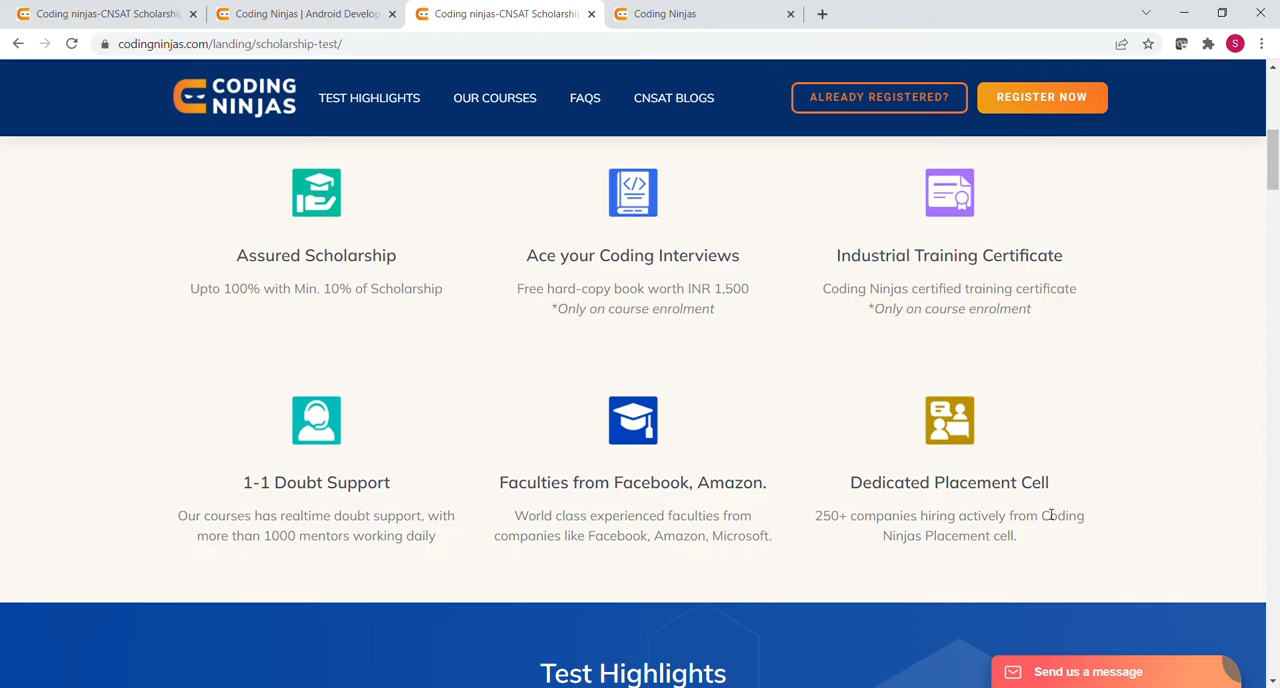 Coding ninjas-CNSAT Scholarship
Coding Ninjas | Android Develop
Coding ninjas-CNSAT Scholarship
Coding Ninjas
codingninjas.com/landing/scholarship-test/
S
CODING
NINJAS
TEST HIGHLIGHTS
OUR COURSES
FAQS
CNSAT BLOGS
ALREADY REGISTERED?
REGISTER NOW
Assured Scholarship
Upto 100% with Min. 10% of Scholarship
Ace your Coding Interviews
Free hard-copy book worth INR 1,500
*Only on course enrolment
Industrial Training Certificate
Coding Ninjas certified training certificate
*Only on course enrolment
1-1 Doubt Support
Our courses has realtime doubt support, with
more than 1000 mentors working daily
Faculties from Facebook, Amazon.
World class experienced faculties from
companies like Facebook, Amazon, Microsoft.
Dedicated Placement Cell
250+ companies hiring actively from Coding
Ninjas Placement cell.
Test Highlights
Send us a message